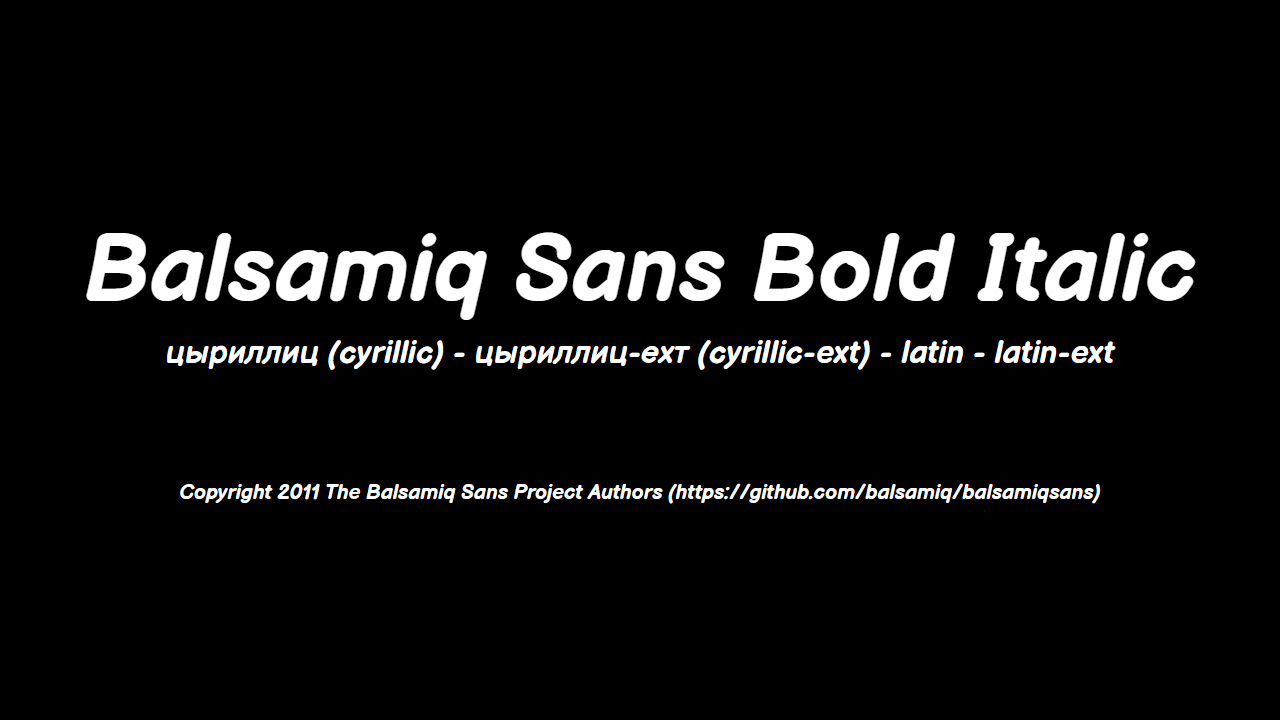 Balsamiq Sans Bold Italic
цыриллиц (cyrillic) - цыриллиц-ехт (cyrillic-ext) - latin - latin-ext
Copyright 2011 The Balsamiq Sans Project Authors (https://github.com/balsamiq/balsamiqsans)